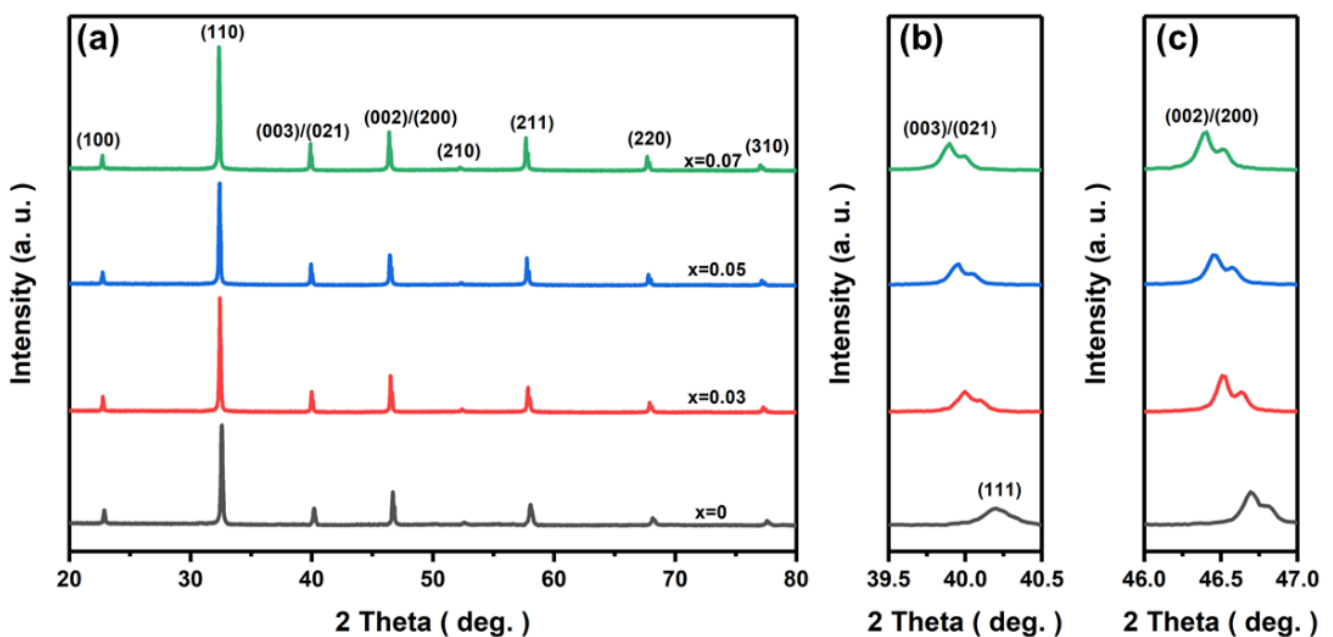 (a)
(110)
(100)
(003)/(021)
(002)/(200)
(210)
(211)
(220)
(310)
x=0.07
x=0.05
x=0.03
x=0
Intensity (a. u. )
20 30 40 50 60 70 80
2 Theta ( deg. )
(b)
(003)/(021)
(111)
Intensity (a. u. )
39.5 40.0 40.5
2 Theta ( deg. )
(c)
(002)/(200)
Intensity (a. u. )
46.0 46.5 47.0
2 Theta ( deg. )